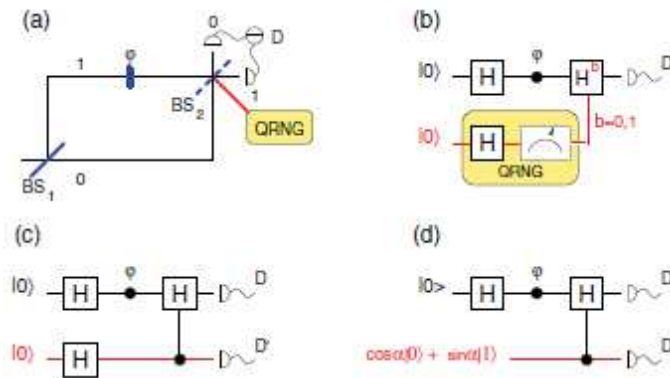 (a)
0
D
φ
1
BS2
1
QRNG
0
BS1
(b)
|0⟩ H φ H^b D
b=0,1
|0⟩ H
QRNG
(c)
φ
|0⟩ H H D
|0⟩ H D'
(d)
φ
|0> H H D
cosα|0⟩ + sinα|1⟩ D